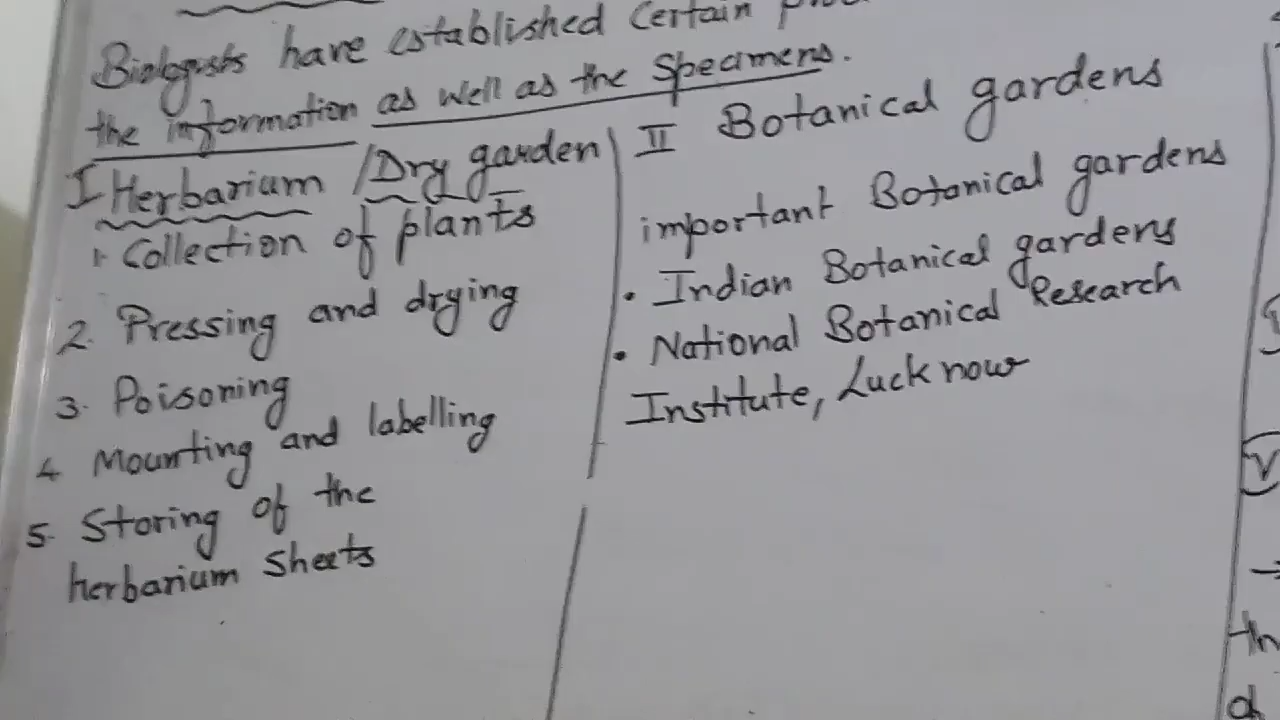 Biologists have established Certain
the information as well as the Specimens.
I Herbarium / Dry garden
1. Collection of plants
2. Pressing and drying
3. Poisoning
4 Mounting and labelling
5. Storing of the
herbarium Sheets
II Botanical gardens
important Botanical gardens
• Indian Botanical gardens
• National Botanical Research
Institute, Lucknow